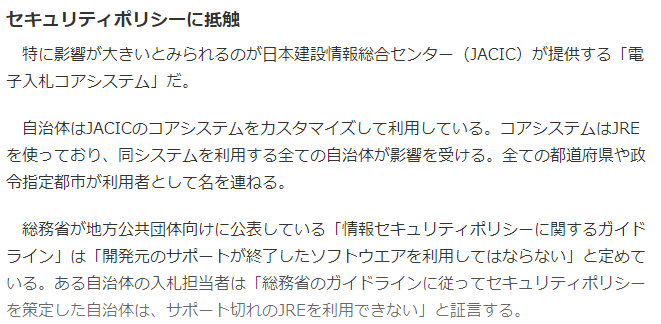 セキュリティポリシーに抵触
　特に影響が大きいとみられるのが日本建設情報総合センター（JACIC）が提供する「電
子入札コアシステム」だ。
　自治体はJACICのコアシステムをカスタマイズして利用している。コアシステムはJRE
を使っており、同システムを利用する全ての自治体が影響を受ける。全ての都道府県や政
令指定都市が利用者として名を連ねる。
　総務省が地方公共団体向けに公表している「情報セキュリティポリシーに関するガイド
ライン」は「開発元のサポートが終了したソフトウエアを利用してはならない」と定めて
いる。ある自治体の入札担当者は「総務省のガイドラインに従ってセキュリティポリシー
を策定した自治体は、サポート切れのJREを利用できない」と証言する。